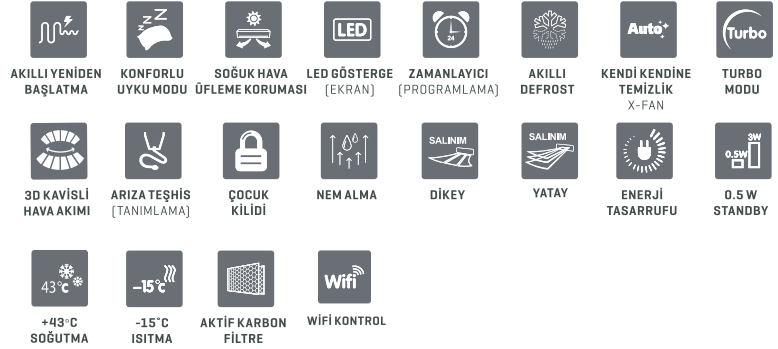 LED
24
Auto
Turbo
AKILLI YENİDEN
BAŞLATMA
KONFORLU
UYKU MODU
SOĞUK HAVA
ÜFLEME KORUMASI
LED GÖSTERGE
(EKRAN)
ZAMANLAYICI
(PROGRAMLAMA)
AKILLI
DEFROST
KENDİ KENDİNE
TEMİZLİK
X-FAN
TURBO
MODU
SALINIM
SALINIM
0.5W
3W
3D KAVİSLİ
HAVA AKIMI
ARIZA TEŞHİS
(TANIMLAMA)
ÇOCUK
KİLİDİ
NEM ALMA
DİKEY
YATAY
ENERJİ
TASARRUFU
0.5 W
STANDBY
43°C
-15°C
Wifi
+43°C
SOĞUTMA
-15°C
ISITMA
AKTİF KARBON
FİLTRE
WİFİ KONTROL